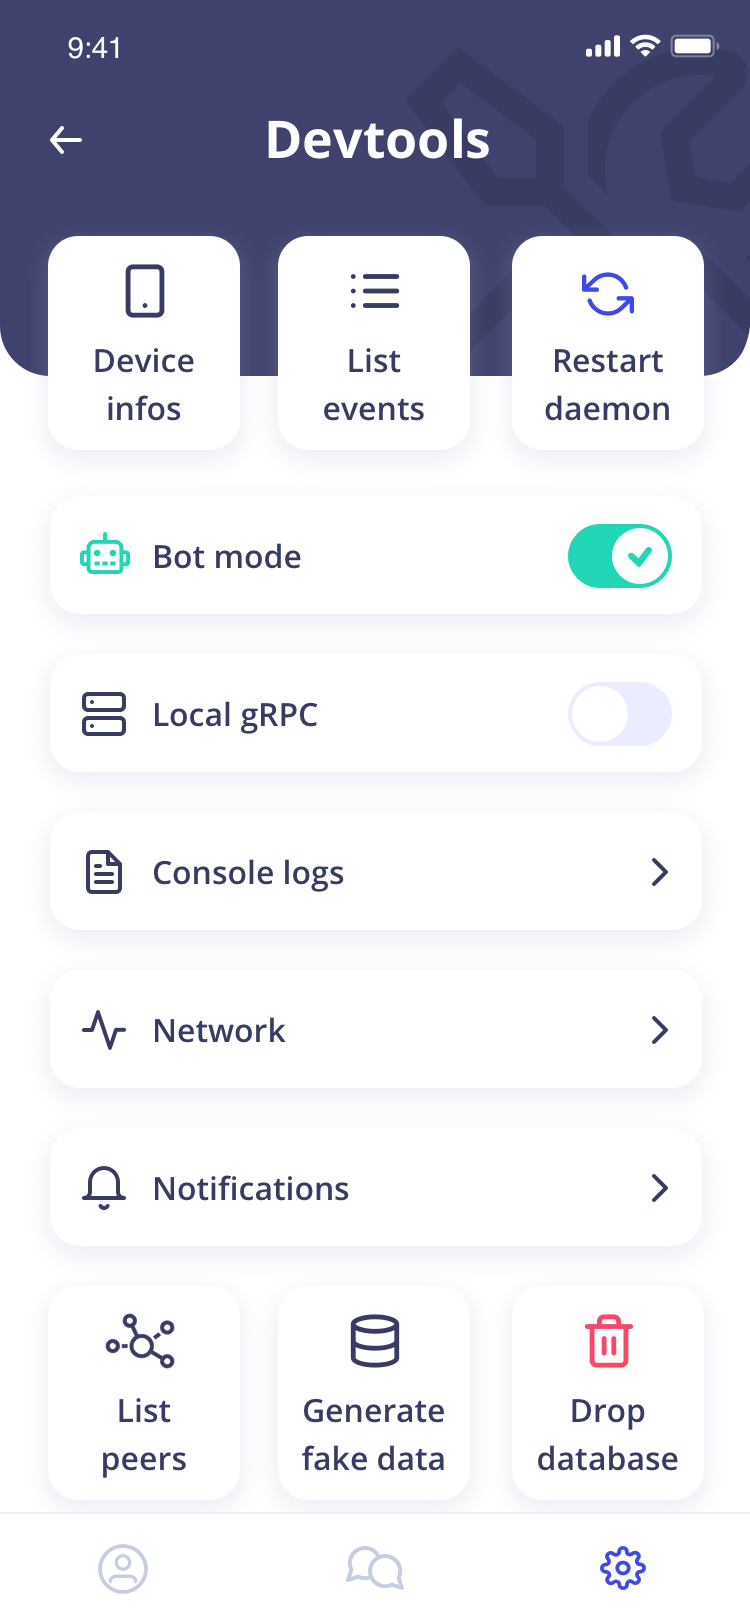 9:41
Devtools
Device
infos
List
events
Restart
daemon
Bot mode
Local gRPC
Console logs
Network
Notifications
List
peers
Generate
fake data
Drop
database